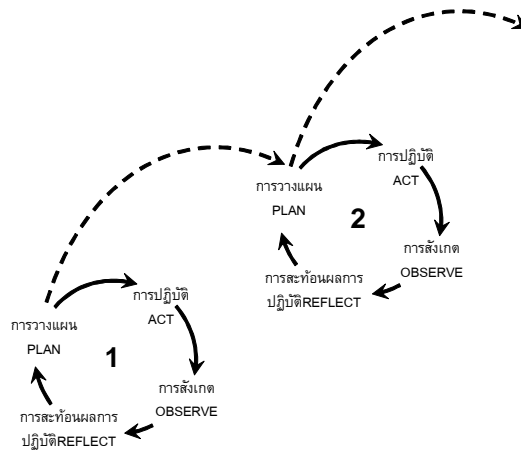 การปฏิบัติ
ACT
การวางแผน
PLAN
2
การสังเกต
OBSERVE
การสะท้อนผลการ
ปฏิบัติREFLECT
การปฏิบัติ
ACT
การวางแผน
PLAN
1
การสังเกต
OBSERVE
การสะท้อนผลการ
ปฏิบัติREFLECT